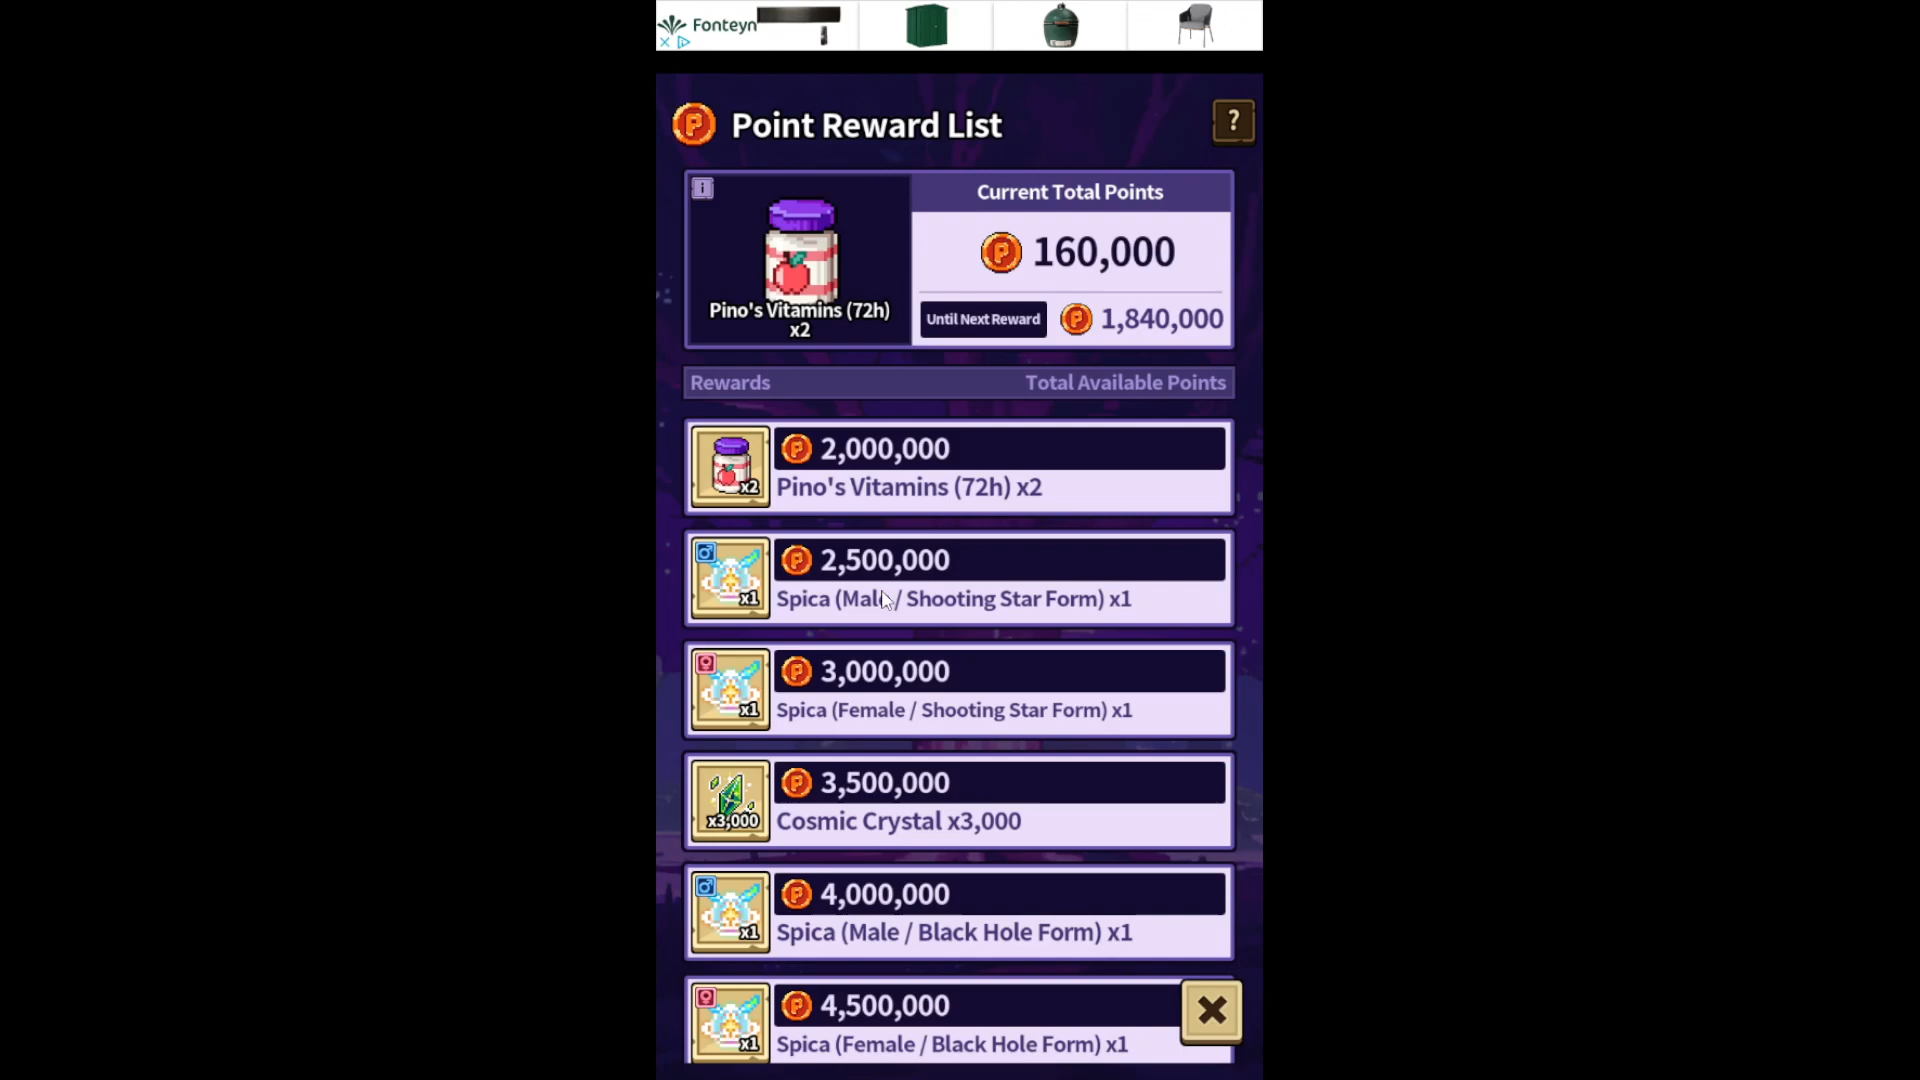 Fonteyn
Point Reward List
?
i
Pino's Vitamins (72h)
x2
Current Total Points
P 160,000
Until Next Reward P 1,840,000
Rewards Total Available Points
P 2,000,000
x2 Pino's Vitamins (72h) x2
P 2,500,000
x1 Spica (Male / Shooting Star Form) x1
P 3,000,000
x1 Spica (Female / Shooting Star Form) x1
P 3,500,000
x3,000 Cosmic Crystal x3,000
P 4,000,000
x1 Spica (Male / Black Hole Form) x1
P 4,500,000
x1 Spica (Female / Black Hole Form) x1